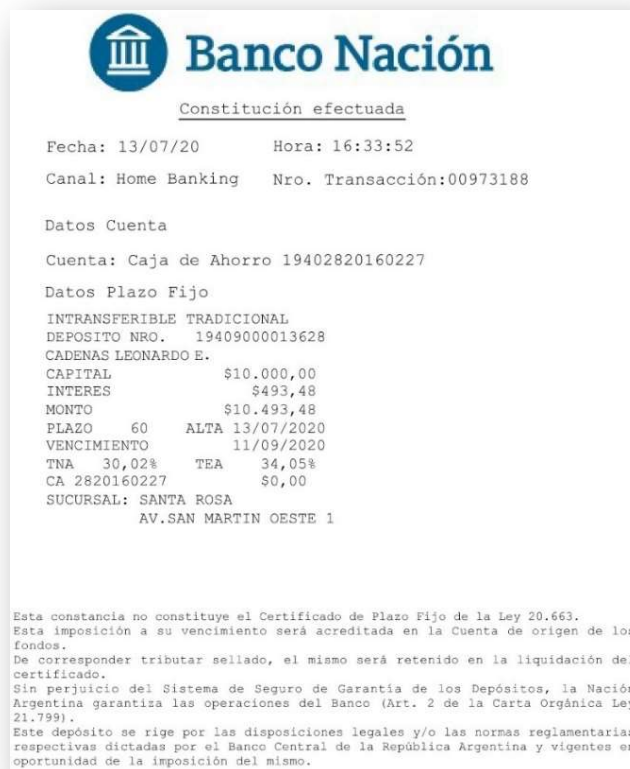 Banco Nación
Constitución efectuada
Fecha: 13/07/20 Hora: 16:33:52
Canal: Home Banking Nro. Transacción:00973188
Datos Cuenta
Cuenta: Caja de Ahorro 19402820160227
Datos Plazo Fijo
INTRANSFERIBLE TRADICIONAL
DEPOSITO NRO. 19409000013628
CADENAS LEONARDO E.
CAPITAL $10.000,00
INTERES $493,48
MONTO $10.493,48
PLAZO 60 ALTA 13/07/2020
VENCIMIENTO 11/09/2020
TNA 30,02% TEA 34,05%
CA 2820160227 $0,00
SUCURSAL: SANTA ROSA
AV.SAN MARTIN OESTE 1
Esta constancia no constituye el Certificado de Plazo Fijo de la Ley 20.663.
Esta imposición a su vencimiento será acreditada en la Cuenta de origen de los
fondos.
De corresponder tributar sellado, el mismo será retenido en la liquidación del
certificado.
Sin perjuicio del Sistema de Seguro de Garantía de los Depósitos, la Nación
Argentina garantiza las operaciones del Banco (Art. 2 de la Carta Orgánica Ley
21.799).
Este depósito se rige por las disposiciones legales y/o las normas reglamentarias
respectivas dictadas por el Banco Central de la República Argentina y vigentes en
oportunidad de la imposición del mismo.